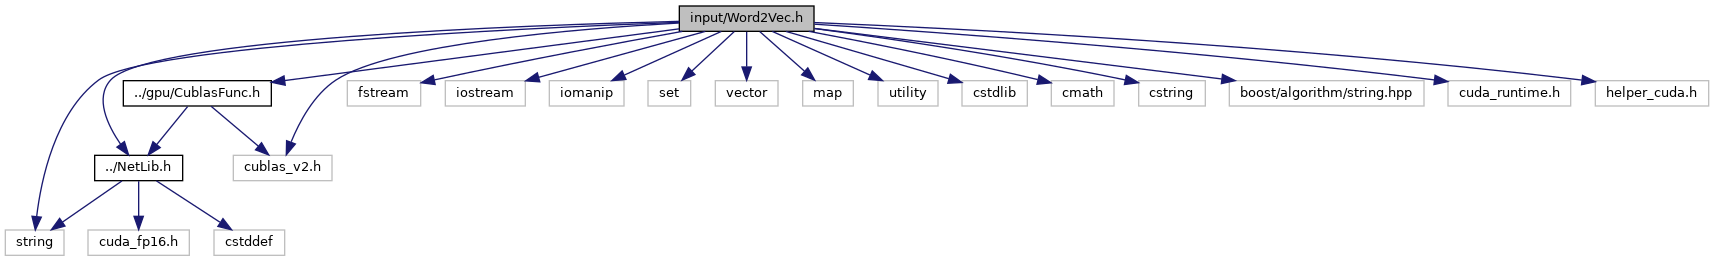 input/Word2Vec.h
../gpu/CublasFunc.h
fstream
iostream
iomanip
set
vector
map
utility
cstdlib
cmath
cstring
boost/algorithm/string.hpp
cuda_runtime.h
helper_cuda.h
../NetLib.h
cublas_v2.h
string
cuda_fp16.h
cstddef